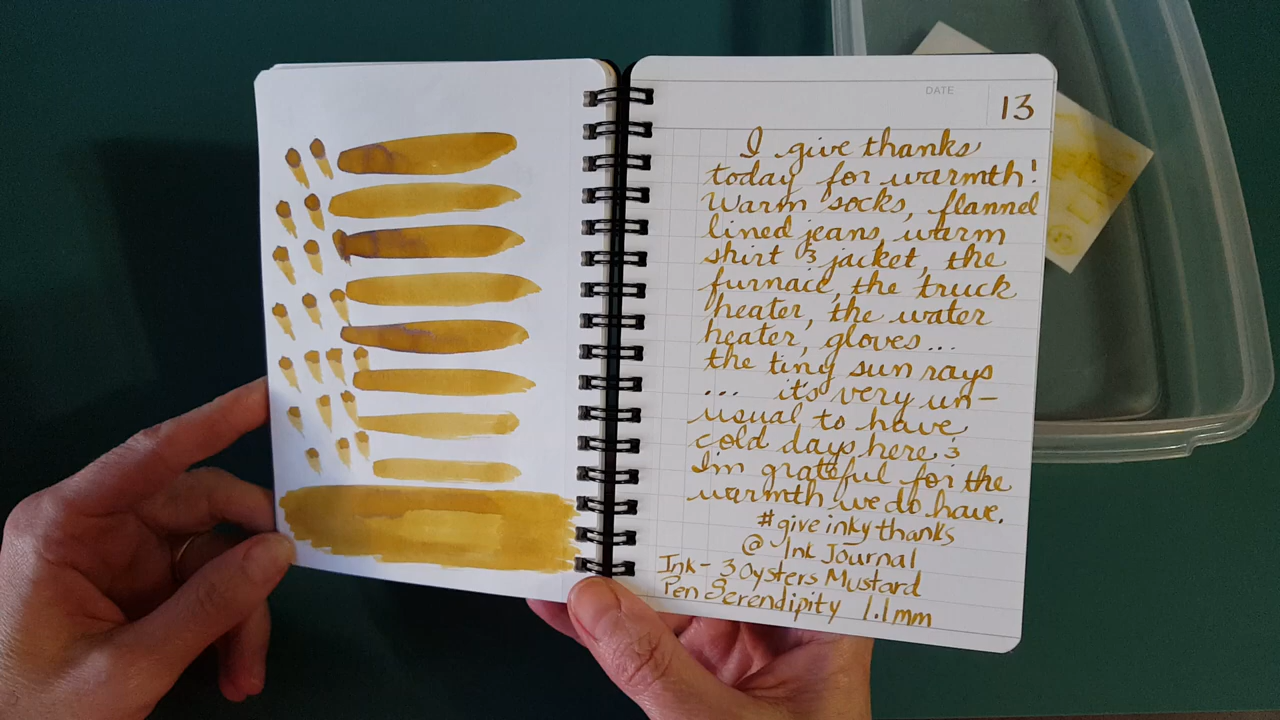 DATE
13
I give thanks
today for warmth!
Warm socks, flannel
lined jeans, warm
shirt & jacket, the
furnace, the truck
heater, the water
heater, gloves...
the tiny sun rays
... it's very un-
usual to have
cold days here &
I'm grateful for the
warmth we do have.
#give inky thanks
@ Ink Journal
Ink - 3 Oysters Mustard
Pen Serendipity 1.1mm